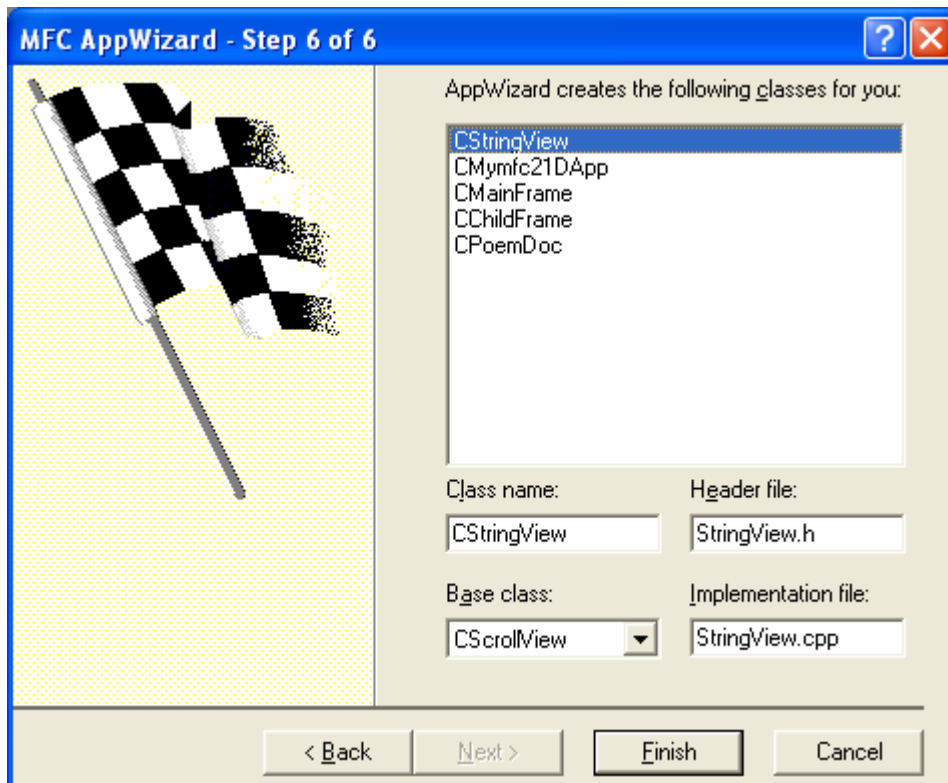 MFC AppWizard - Step 6 of 6
AppWizard creates the following classes for you:
CStringView
CMymfc21DApp
CMainFrame
CChildFrame
CPoemDoc
Class name: Header file:
CStringView StringView.h
Base class: Implementation file:
CScrollView StringView.cpp
< Back Next > Finish Cancel